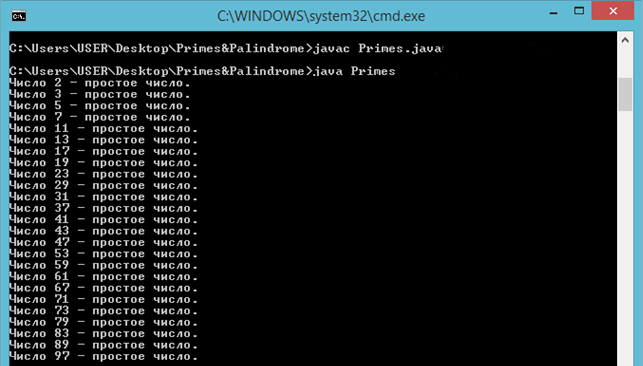 C:\WINDOWS\system32\cmd.exe
C:\Users\USER\Desktop\Primes&Palindrome>javac Primes.java
C:\Users\USER\Desktop\Primes&Palindrome>java Primes
Число 2 - простое число.
Число 3 - простое число.
Число 5 - простое число.
Число 7 - простое число.
Число 11 - простое число.
Число 13 - простое число.
Число 17 - простое число.
Число 19 - простое число.
Число 23 - простое число.
Число 29 - простое число.
Число 31 - простое число.
Число 37 - простое число.
Число 41 - простое число.
Число 43 - простое число.
Число 47 - простое число.
Число 53 - простое число.
Число 59 - простое число.
Число 61 - простое число.
Число 67 - простое число.
Число 71 - простое число.
Число 73 - простое число.
Число 79 - простое число.
Число 83 - простое число.
Число 89 - простое число.
Число 97 - простое число.